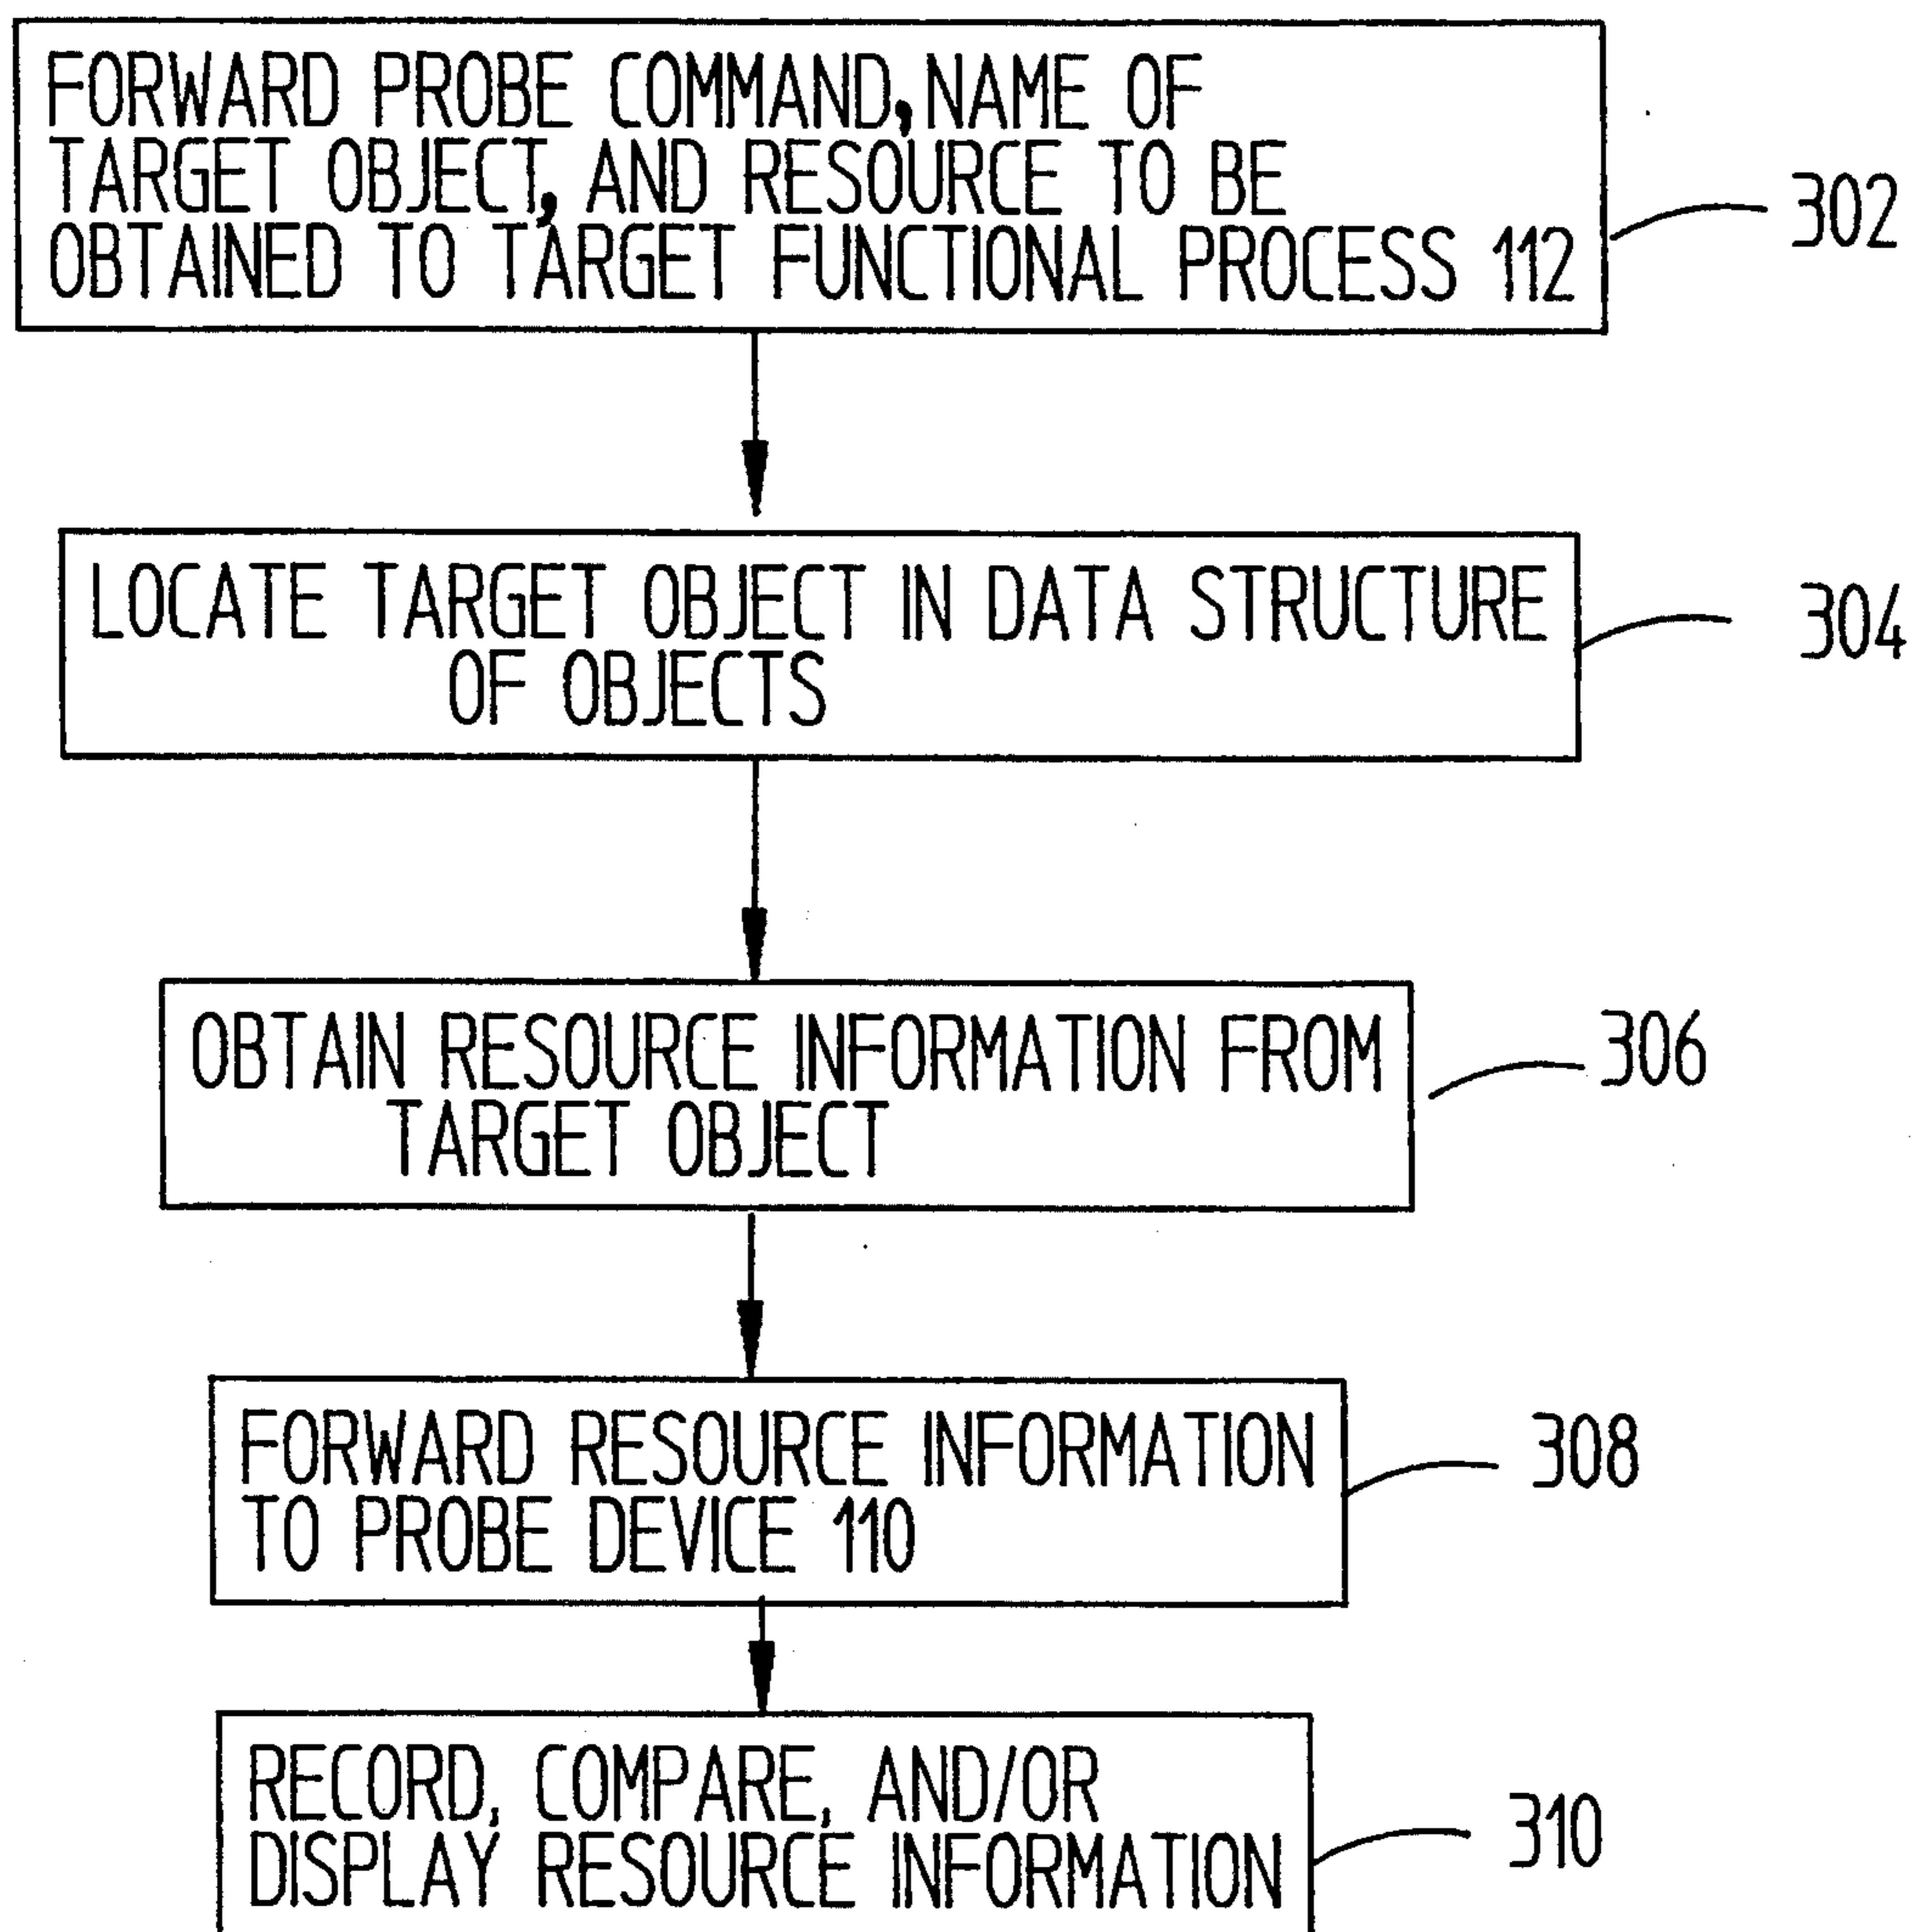 FORWARD PROBE COMMAND, NAME OF
TARGET OBJECT, AND RESOURCE TO BE
OBTAINED TO TARGET FUNCTIONAL PROCESS 112
302
LOCATE TARGET OBJECT IN DATA STRUCTURE
OF OBJECTS
304
OBTAIN RESOURCE INFORMATION FROM
TARGET OBJECT
306
FORWARD RESOURCE INFORMATION
TO PROBE DEVICE 110
308
RECORD, COMPARE, AND/OR
DISPLAY RESOURCE INFORMATION
310